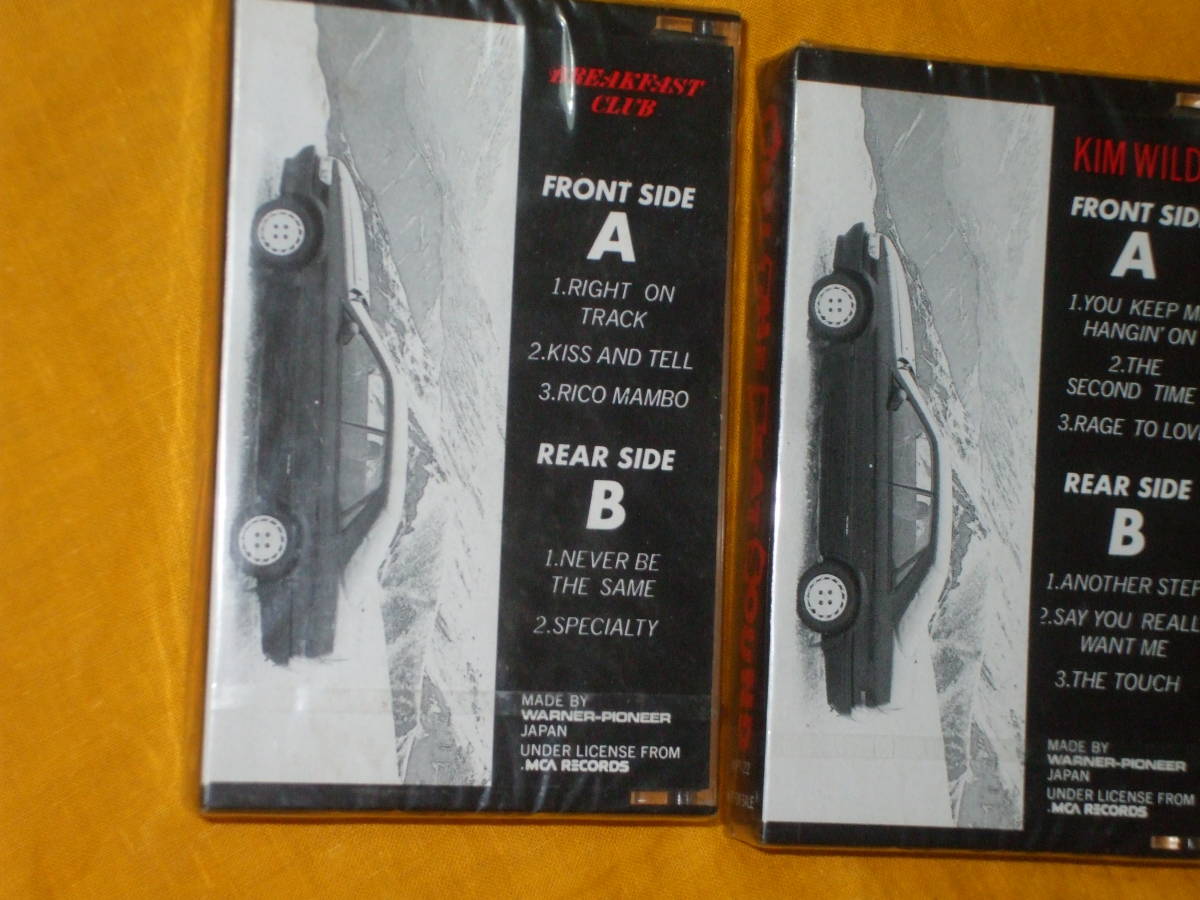 BREAKFAST
CLUB
FRONT SIDE
A
1.RIGHT ON
TRACK
2.KISS AND TELL
3.RICO MAMBO
REAR SIDE
B
1.NEVER BE
THE SAME
2.SPECIALTY
MADE BY
WARNER-PIONEER
JAPAN
UNDER LICENSE FROM
.MCA RECORDS
KIM WILD
FRONT SIDE
A
1.YOU KEEP M
HANGIN' ON
2.THE
SECOND TIME
3.RAGE TO LOV
REAR SIDE
B
1.ANOTHER STEP
2.SAY YOU REALL
WANT ME
3.THE TOUCH
MADE BY
WARNER-PIONEER
JAPAN
UNDER LICENSE FROM
.MCA RECORDS